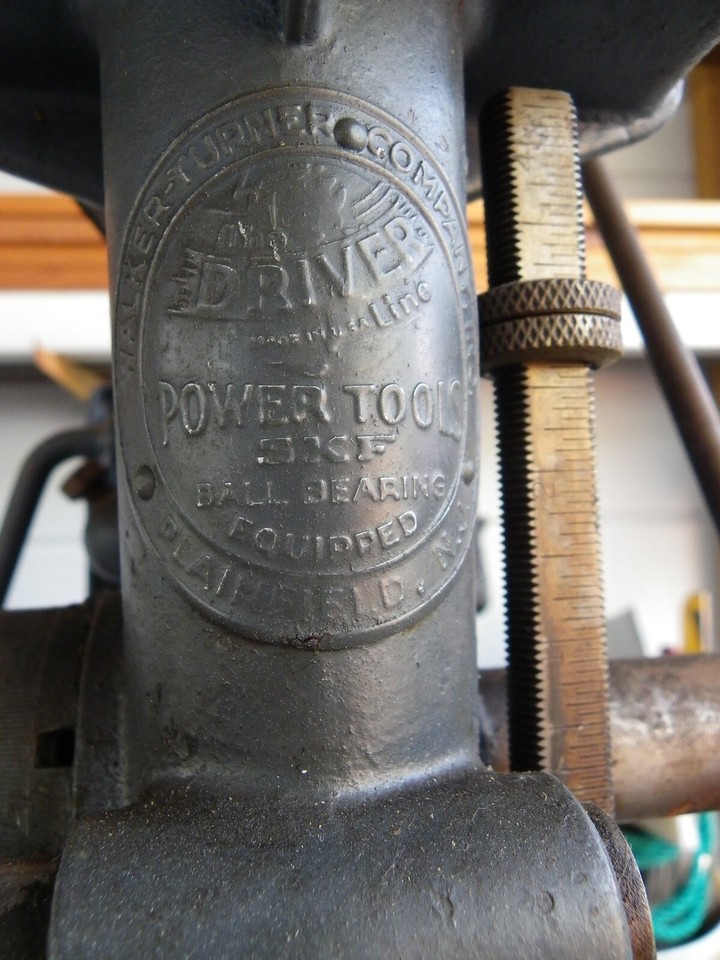 WALKER-TURNER COMPANY INC.
DRIVER
Line
MADE IN U.S.A
POWER TOOLS
SKF
BALL BEARING
EQUIPPED
PLAINFIELD, N.J.